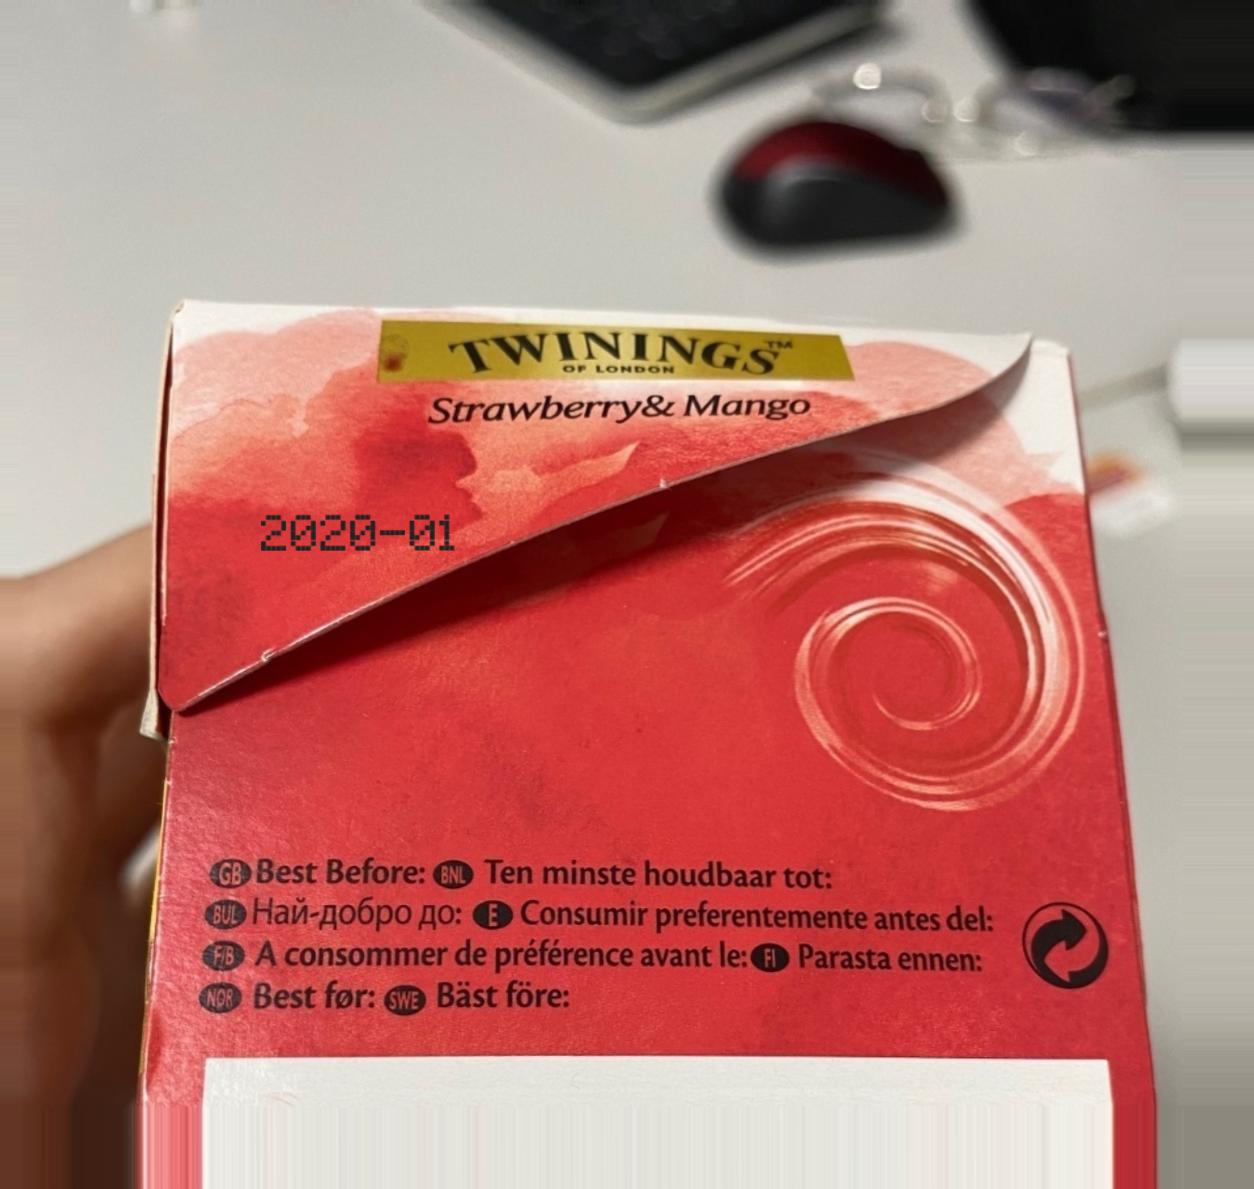 TWININGS™
OF LONDON
Strawberry & Mango
2020-01
GB Best Before: BNL Ten minste houdbaar tot:
BUL Най-добро до: E Consumir preferentemente antes del:
F/B A consommer de préférence avant le: FI Parasta ennen:
NOR Best før: SWE Bäst före: